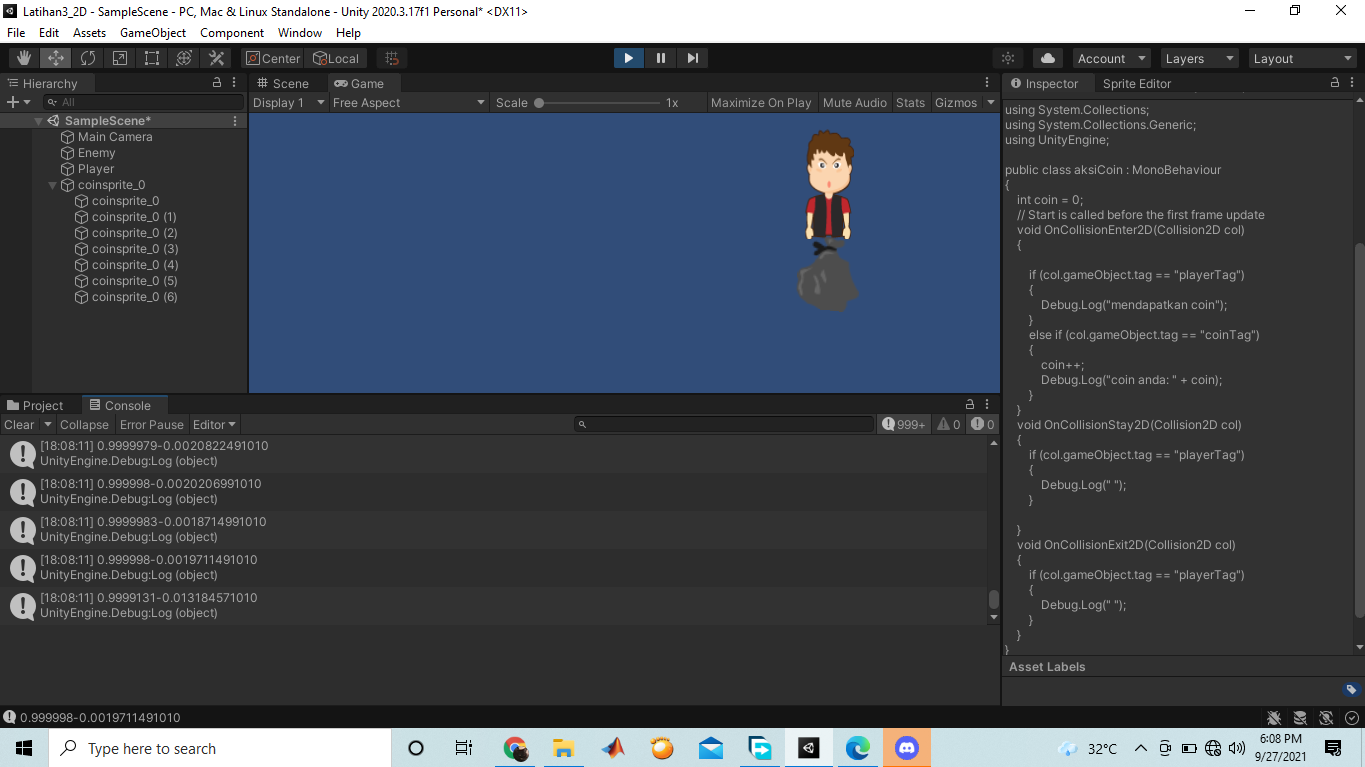 Latihan3_2D - SampleScene - PC, Mac & Linux Standalone - Unity 2020.3.17f1 Personal* <DX11>
File Edit Assets GameObject Component Window Help
Center Local Account Layers Layout
Hierarchy
All
SampleScene*
Main Camera
Enemy
Player
coinsprite_0
coinsprite_0
coinsprite_0 (1)
coinsprite_0 (2)
coinsprite_0 (3)
coinsprite_0 (4)
coinsprite_0 (5)
coinsprite_0 (6)
Scene Game
Display 1 Free Aspect Scale 1x Maximize On Play Mute Audio Stats Gizmos
Inspector Sprite Editor
using System.Collections;
using System.Collections.Generic;
using UnityEngine;
public class aksiCoin : MonoBehaviour
{
int coin = 0;
// Start is called before the first frame update
void OnCollisionEnter2D(Collision2D col)
{
if (col.gameObject.tag == "playerTag")
{
Debug.Log("mendapatkan coin");
}
else if (col.gameObject.tag == "coinTag")
{
coin++;
Debug.Log("coin anda: " + coin);
}
}
void OnCollisionStay2D(Collision2D col)
{
if (col.gameObject.tag == "playerTag")
{
Debug.Log(" ");
}
}
void OnCollisionExit2D(Collision2D col)
{
if (col.gameObject.tag == "playerTag")
{
Debug.Log(" ");
}
}
}
Asset Labels
Project Console
Clear Collapse Error Pause Editor 999+ 0 0
[18:08:11] 0.9999979-0.0020822491010
UnityEngine.Debug:Log (object)
[18:08:11] 0.999998-0.0020206991010
UnityEngine.Debug:Log (object)
[18:08:11] 0.9999983-0.0018714991010
UnityEngine.Debug:Log (object)
[18:08:11] 0.999998-0.0019711491010
UnityEngine.Debug:Log (object)
[18:08:11] 0.9999131-0.013184571010
UnityEngine.Debug:Log (object)
0.999998-0.0019711491010
Type here to search
32°C
6:08 PM
9/27/2021